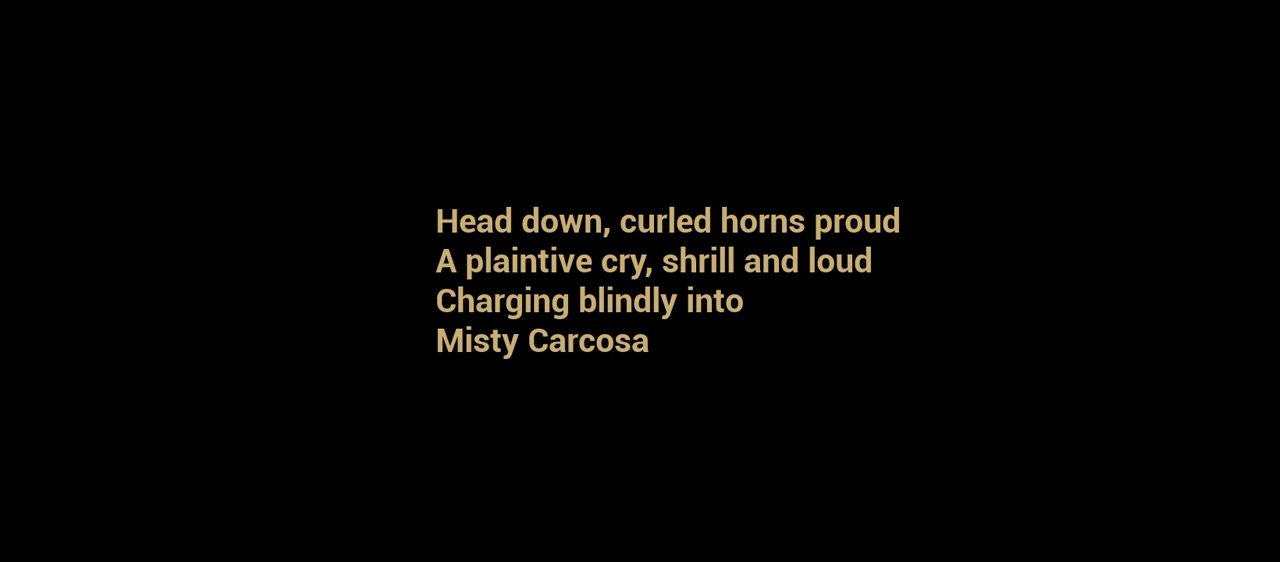 Head down, curled horns proud
A plaintive cry, shrill and loud
Charging blindly into
Misty Carcosa